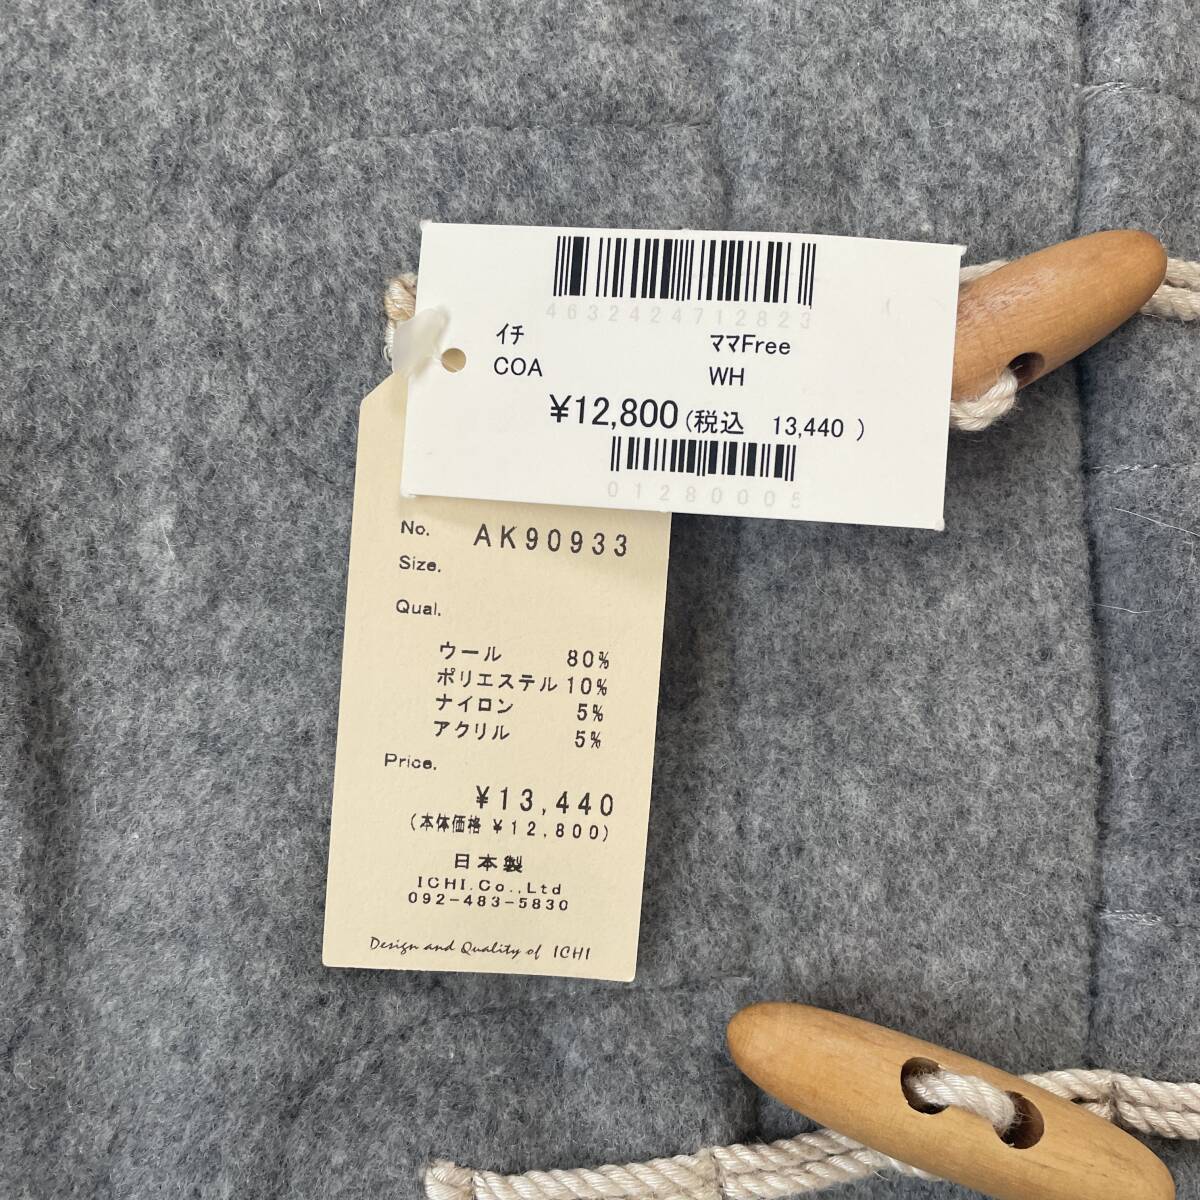 4632424712823
イチ ママFree
COA WH
¥12,800(税込 13,440 )
01280005
No. AK90933
Size.
Qual.
ウール 80%
ポリエステル 10%
ナイロン 5%
アクリル 5%
Price.
¥13,440
(本体価格 ¥12,800)
日本製
ICHI.Co.,Ltd
092-483-5830
Design and Quality of ICHI